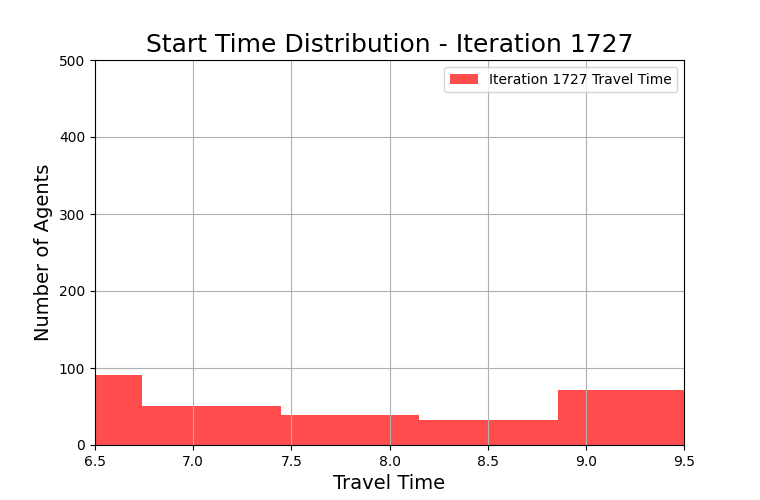 Start Time Distribution - Iteration 1727
Iteration 1727 Travel Time
500
400
300
200
100
0
Number of Agents
6.5 7.0 7.5 8.0 8.5 9.0 9.5
Travel Time